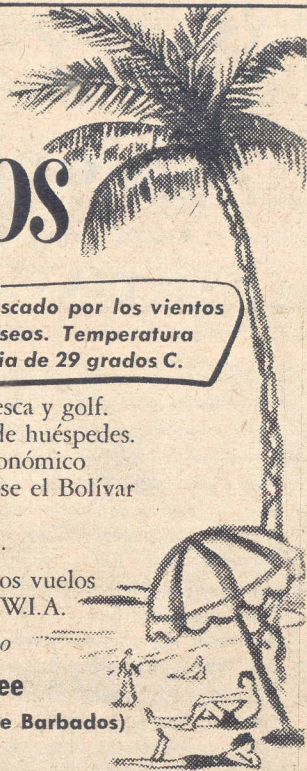 OS
scado por los vientos
seos. Temperatura
ia de 29 grados C.
esca y golf.
de huéspedes.
onómico
se el Bolívar
.
os vuelos
W.I.A.
o
ee
e Barbados)